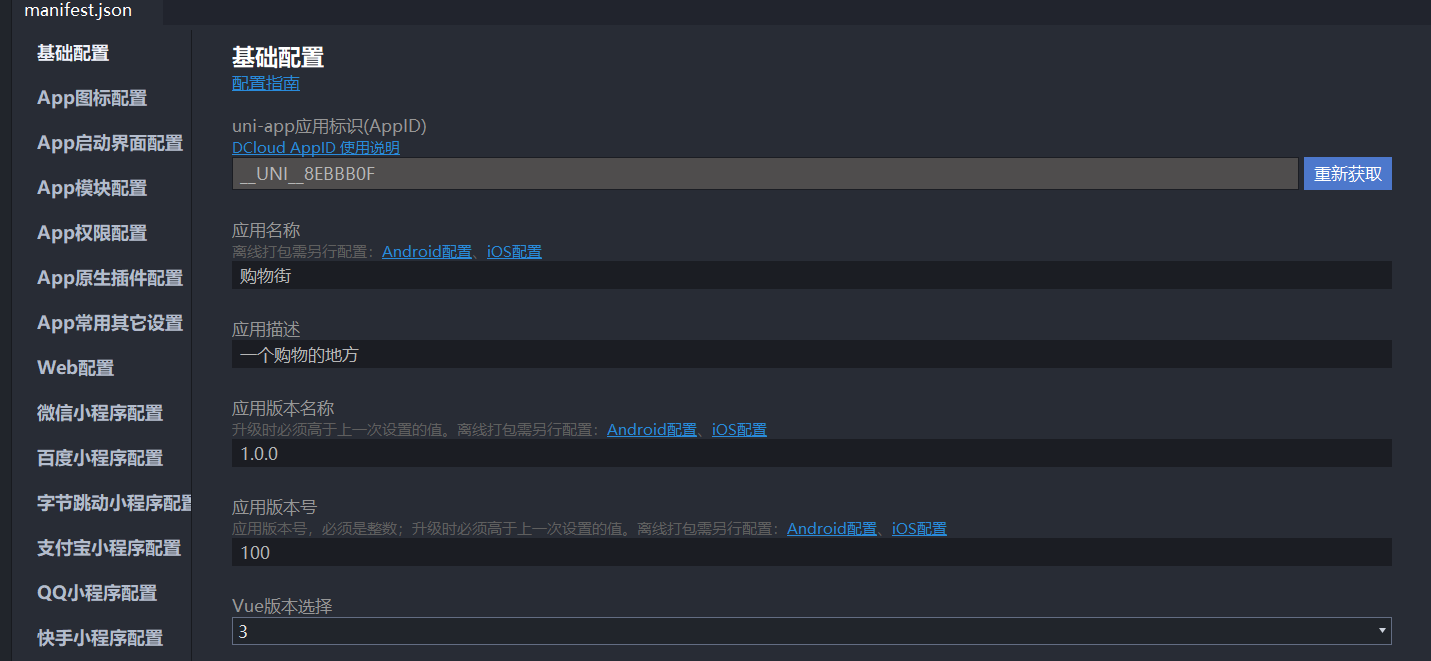 manifest.json
基础配置
App图标配置
App启动界面配置
App模块配置
App权限配置
App原生插件配置
App常用其它设置
Web配置
微信小程序配置
百度小程序配置
字节跳动小程序配置
支付宝小程序配置
QQ小程序配置
快手小程序配置
基础配置
配置指南
uni-app应用标识(AppID)
DCloud AppID 使用说明
__UNI__8EBBB0F
重新获取
应用名称
离线打包需另行配置：Android配置、iOS配置
购物街
应用描述
一个购物的地方
应用版本名称
升级时必须高于上一次设置的值。离线打包需另行配置：Android配置、iOS配置
1.0.0
应用版本号
应用版本号，必须是整数；升级时必须高于上一次设置的值。离线打包需另行配置：Android配置、iOS配置
100
Vue版本选择
3